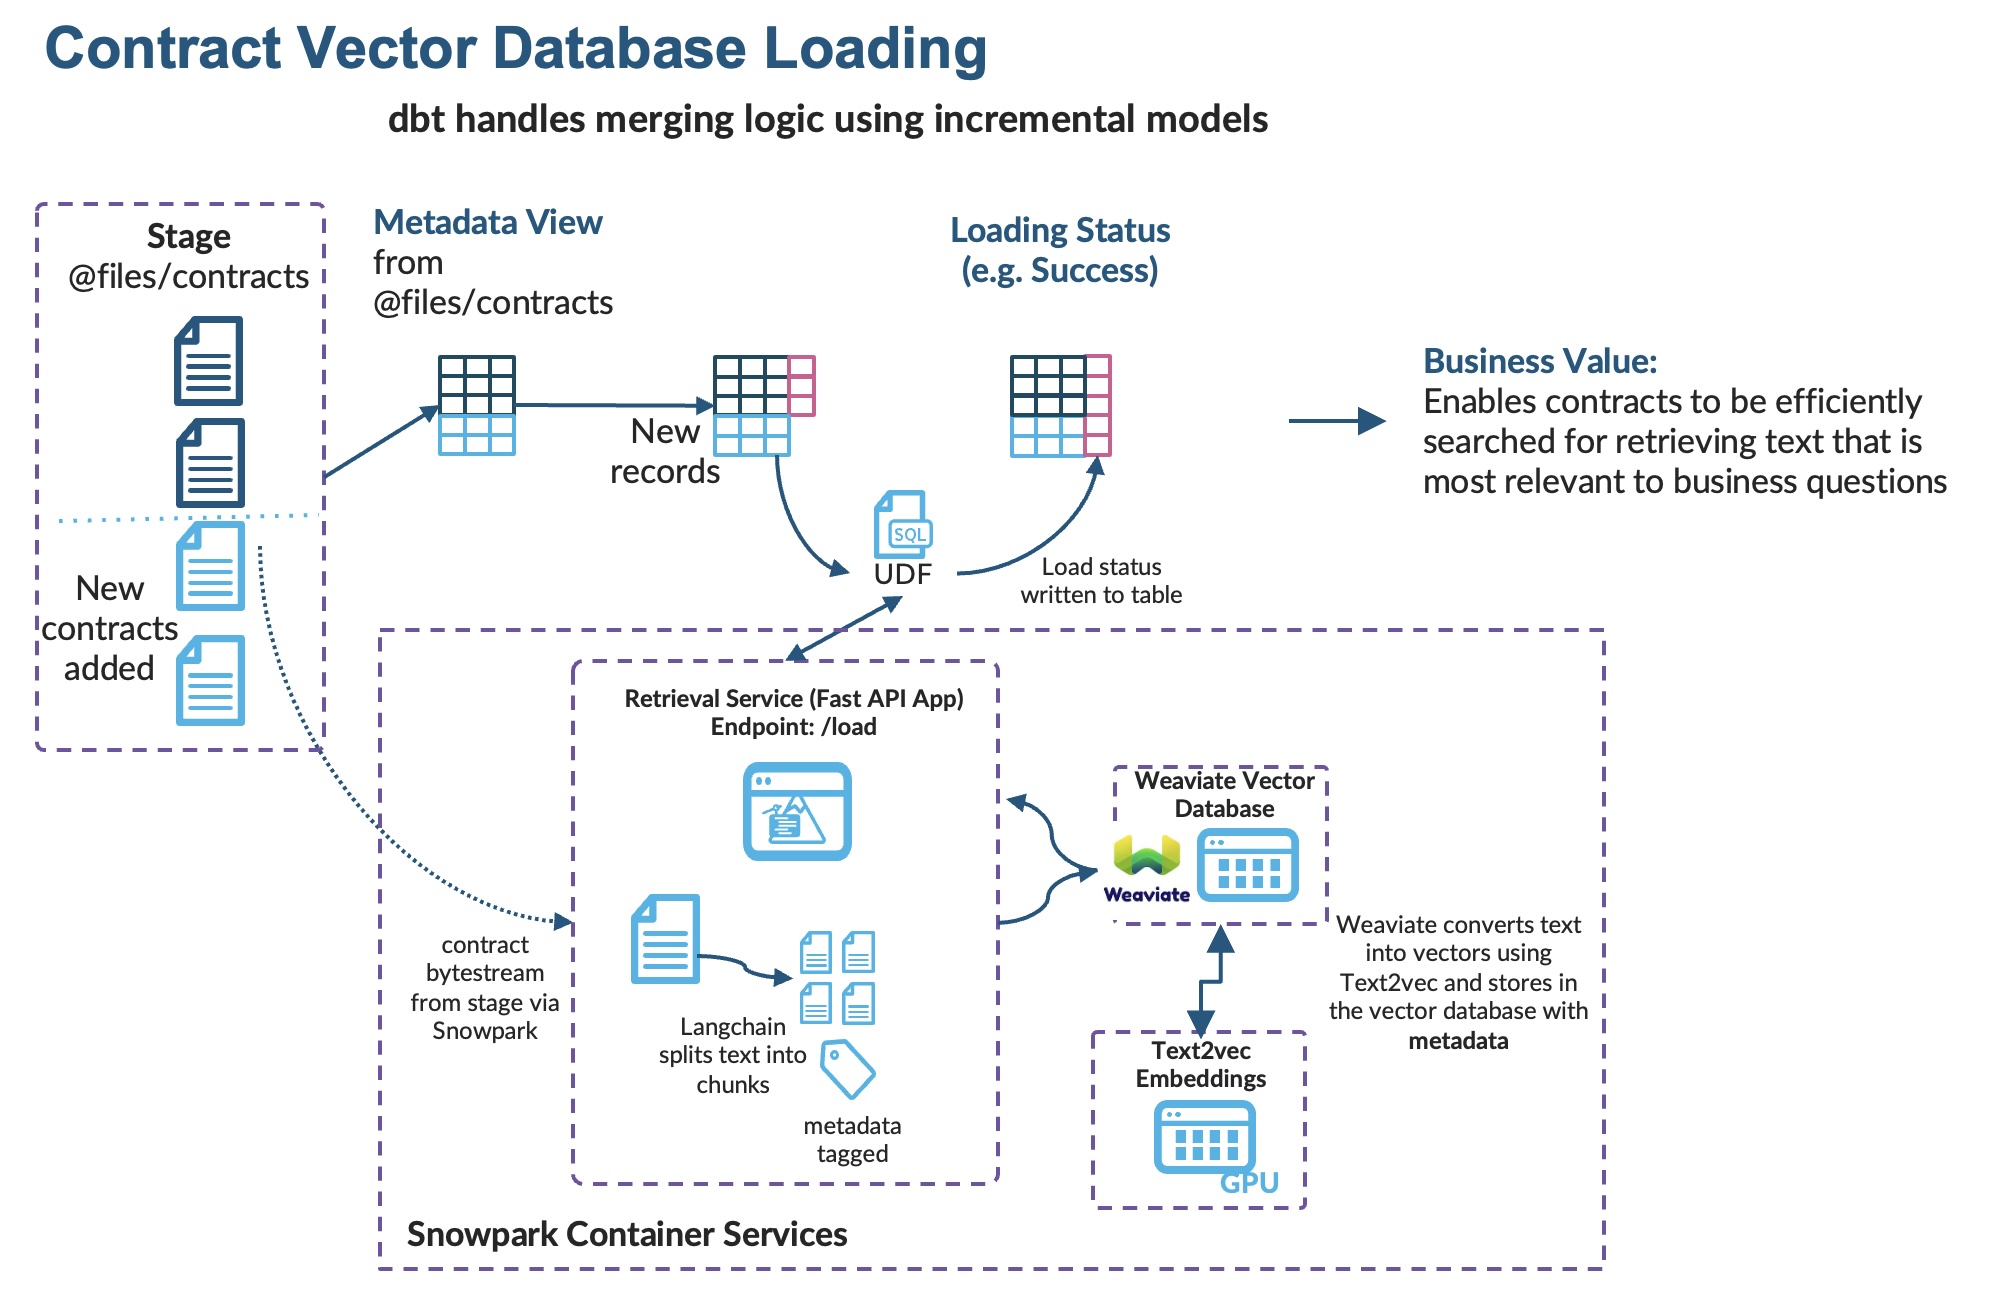 Contract Vector Database Loading
dbt handles merging logic using incremental models
Stage
@files/contracts
New
contracts
added
Metadata View
from
@files/contracts
New
records
Loading Status
(e.g. Success)
SQL
UDF
Load status
written to table
Business Value:
Enables contracts to be efficiently
searched for retrieving text that is
most relevant to business questions
contract
bytestream
from stage via
Snowpark
Retrieval Service (Fast API App)
Endpoint: /load
Langchain
splits text into
chunks
metadata
tagged
Weaviate Vector
Database
Weaviate
Weaviate converts text
into vectors using
Text2vec and stores in
the vector database with
metadata
Text2vec
Embeddings
GPU
Snowpark Container Services